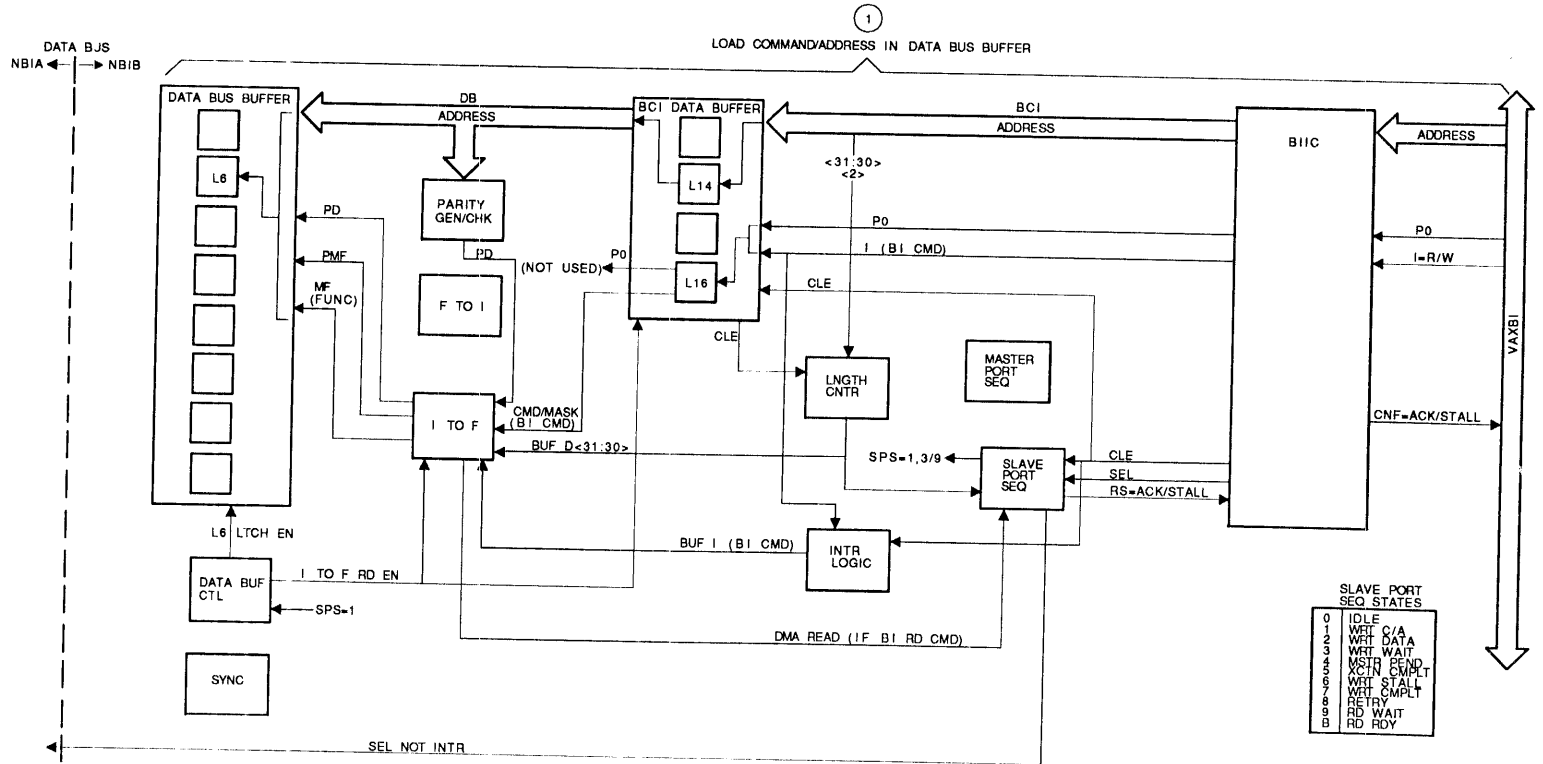 1
LOAD COMMAND/ADDRESS IN DATA BUS BUFFER
DATA BUS
NBIA NBIB
DATA BUS BUFFER
DB
ADDRESS
BCI DATA BUFFER
BCI
ADDRESS
BIIC
ADDRESS
<31:30>
<2>
L6
L14
PARITY
GEN/CHK
PD
P0
P0
PD
P0
I (BI CMD)
I=R/W
PMF
(NOT USED)
L16
MF
(FUNC)
F TO I
CLE
CLE
VAXBI
LNGTH
CNTR
MASTER
PORT
SEQ
I TO F
CMD/MASK
(BI CMD)
CNF=ACK/STALL
BUF D<31:30>
SPS=1,3/9
SLAVE
PORT
SEQ
CLE
SEL
RS=ACK/STALL
L6 LTCH EN
BUF I (BI CMD)
INTR
LOGIC
DATA BUF
CTL
I TO F RD EN
SPS=1
DMA READ (IF BI RD CMD)
SYNC
SLAVE PORT
SEQ STATES
0 IDLE
1 WRT C/A
2 WRT DATA
3 WRT WAIT
4 MSTR PEND
5 XCTN CMPLT
6 WRT STALL
7 WRT CMPLT
8 RETRY
9 RD WAIT
B RD RDY
SEL NOT INTR